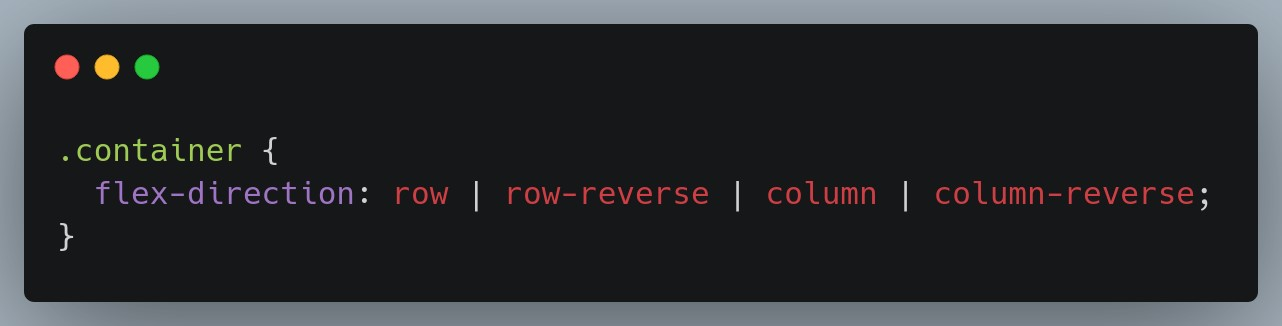 .container {
  flex-direction: row | row-reverse | column | column-reverse;
}